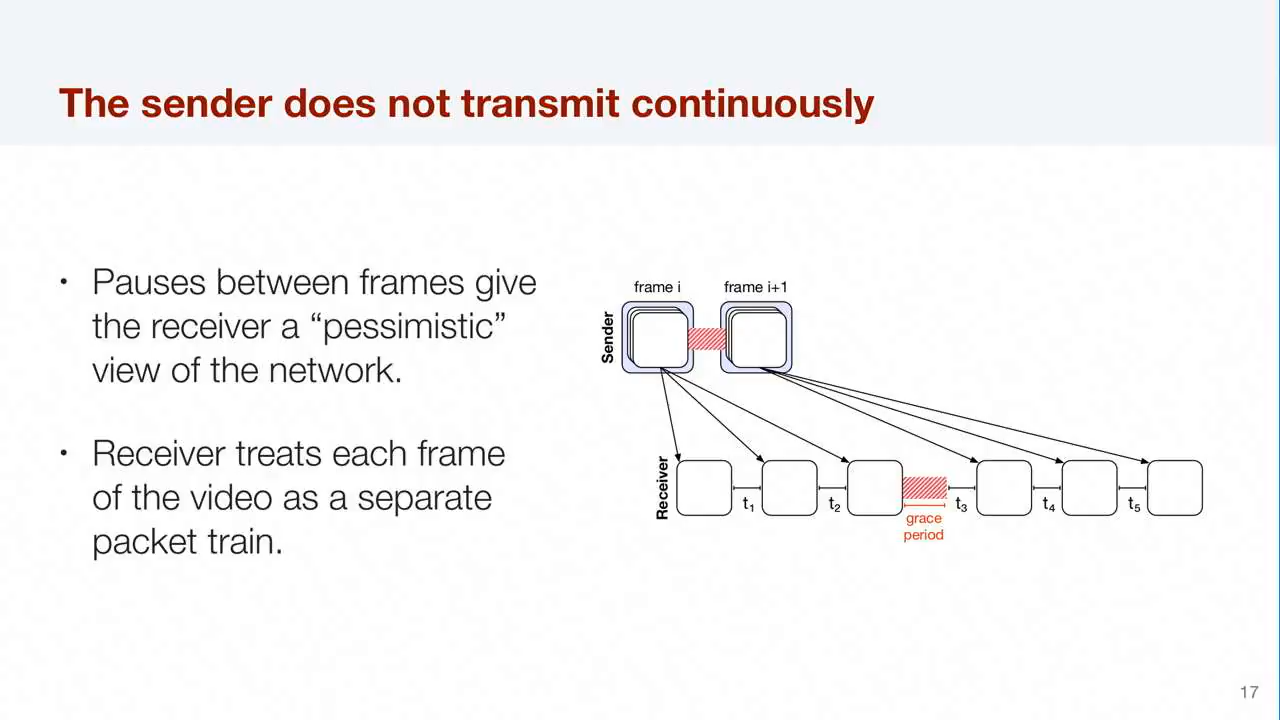 The sender does not transmit continuously
• Pauses between frames give
the receiver a “pessimistic”
view of the network.
• Receiver treats each frame
of the video as a separate
packet train.
frame i
frame i+1
Sender
Receiver
t₁
t₂
t₃
t₄
t₅
grace
period
17